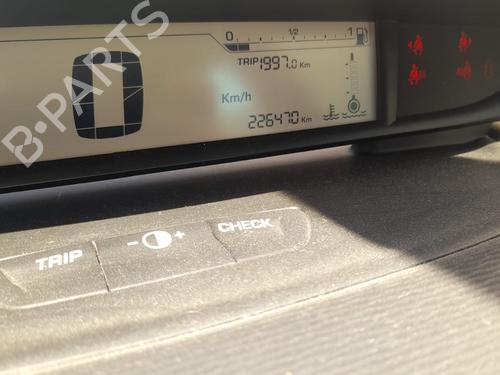 0 1/2 1
TRIP 1997.0 Km
0 Km/h
226470 Km
B-PARTS
TRIP - + CHECK